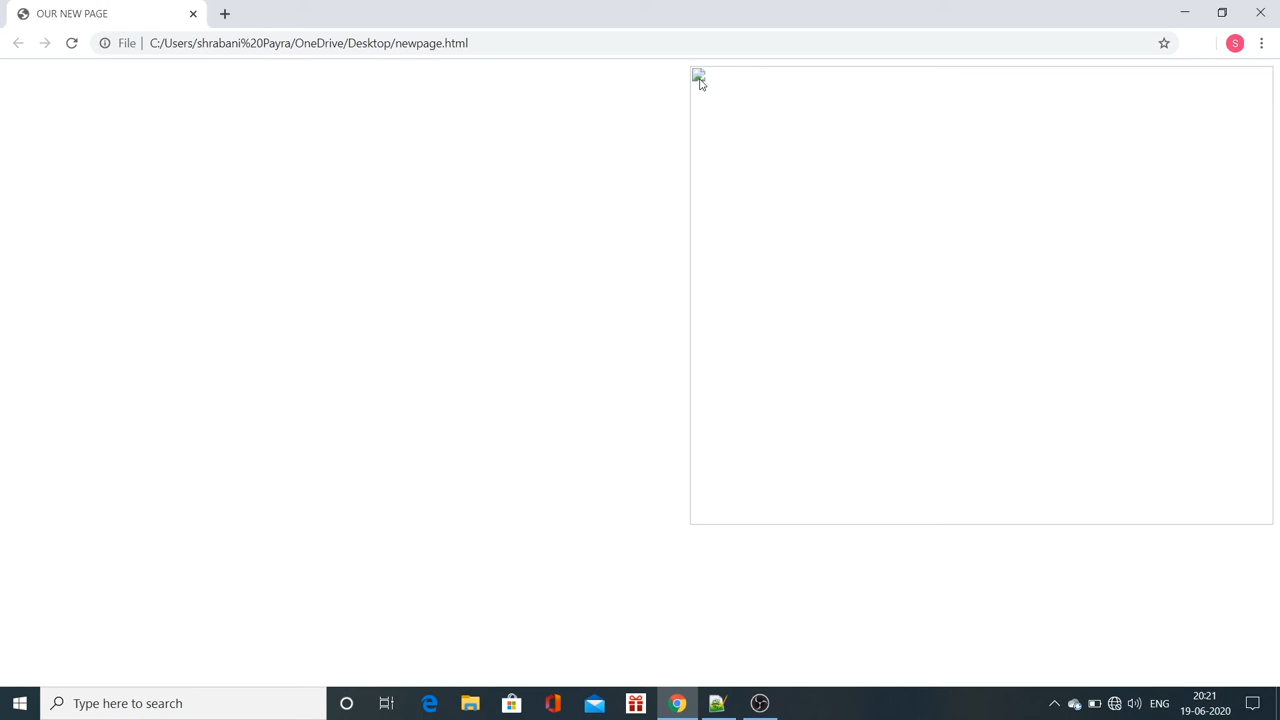 OUR NEW PAGE
File C:/Users/shrabani%20Payra/OneDrive/Desktop/newpage.html
S
Type here to search
ENG
20:21
19-06-2020